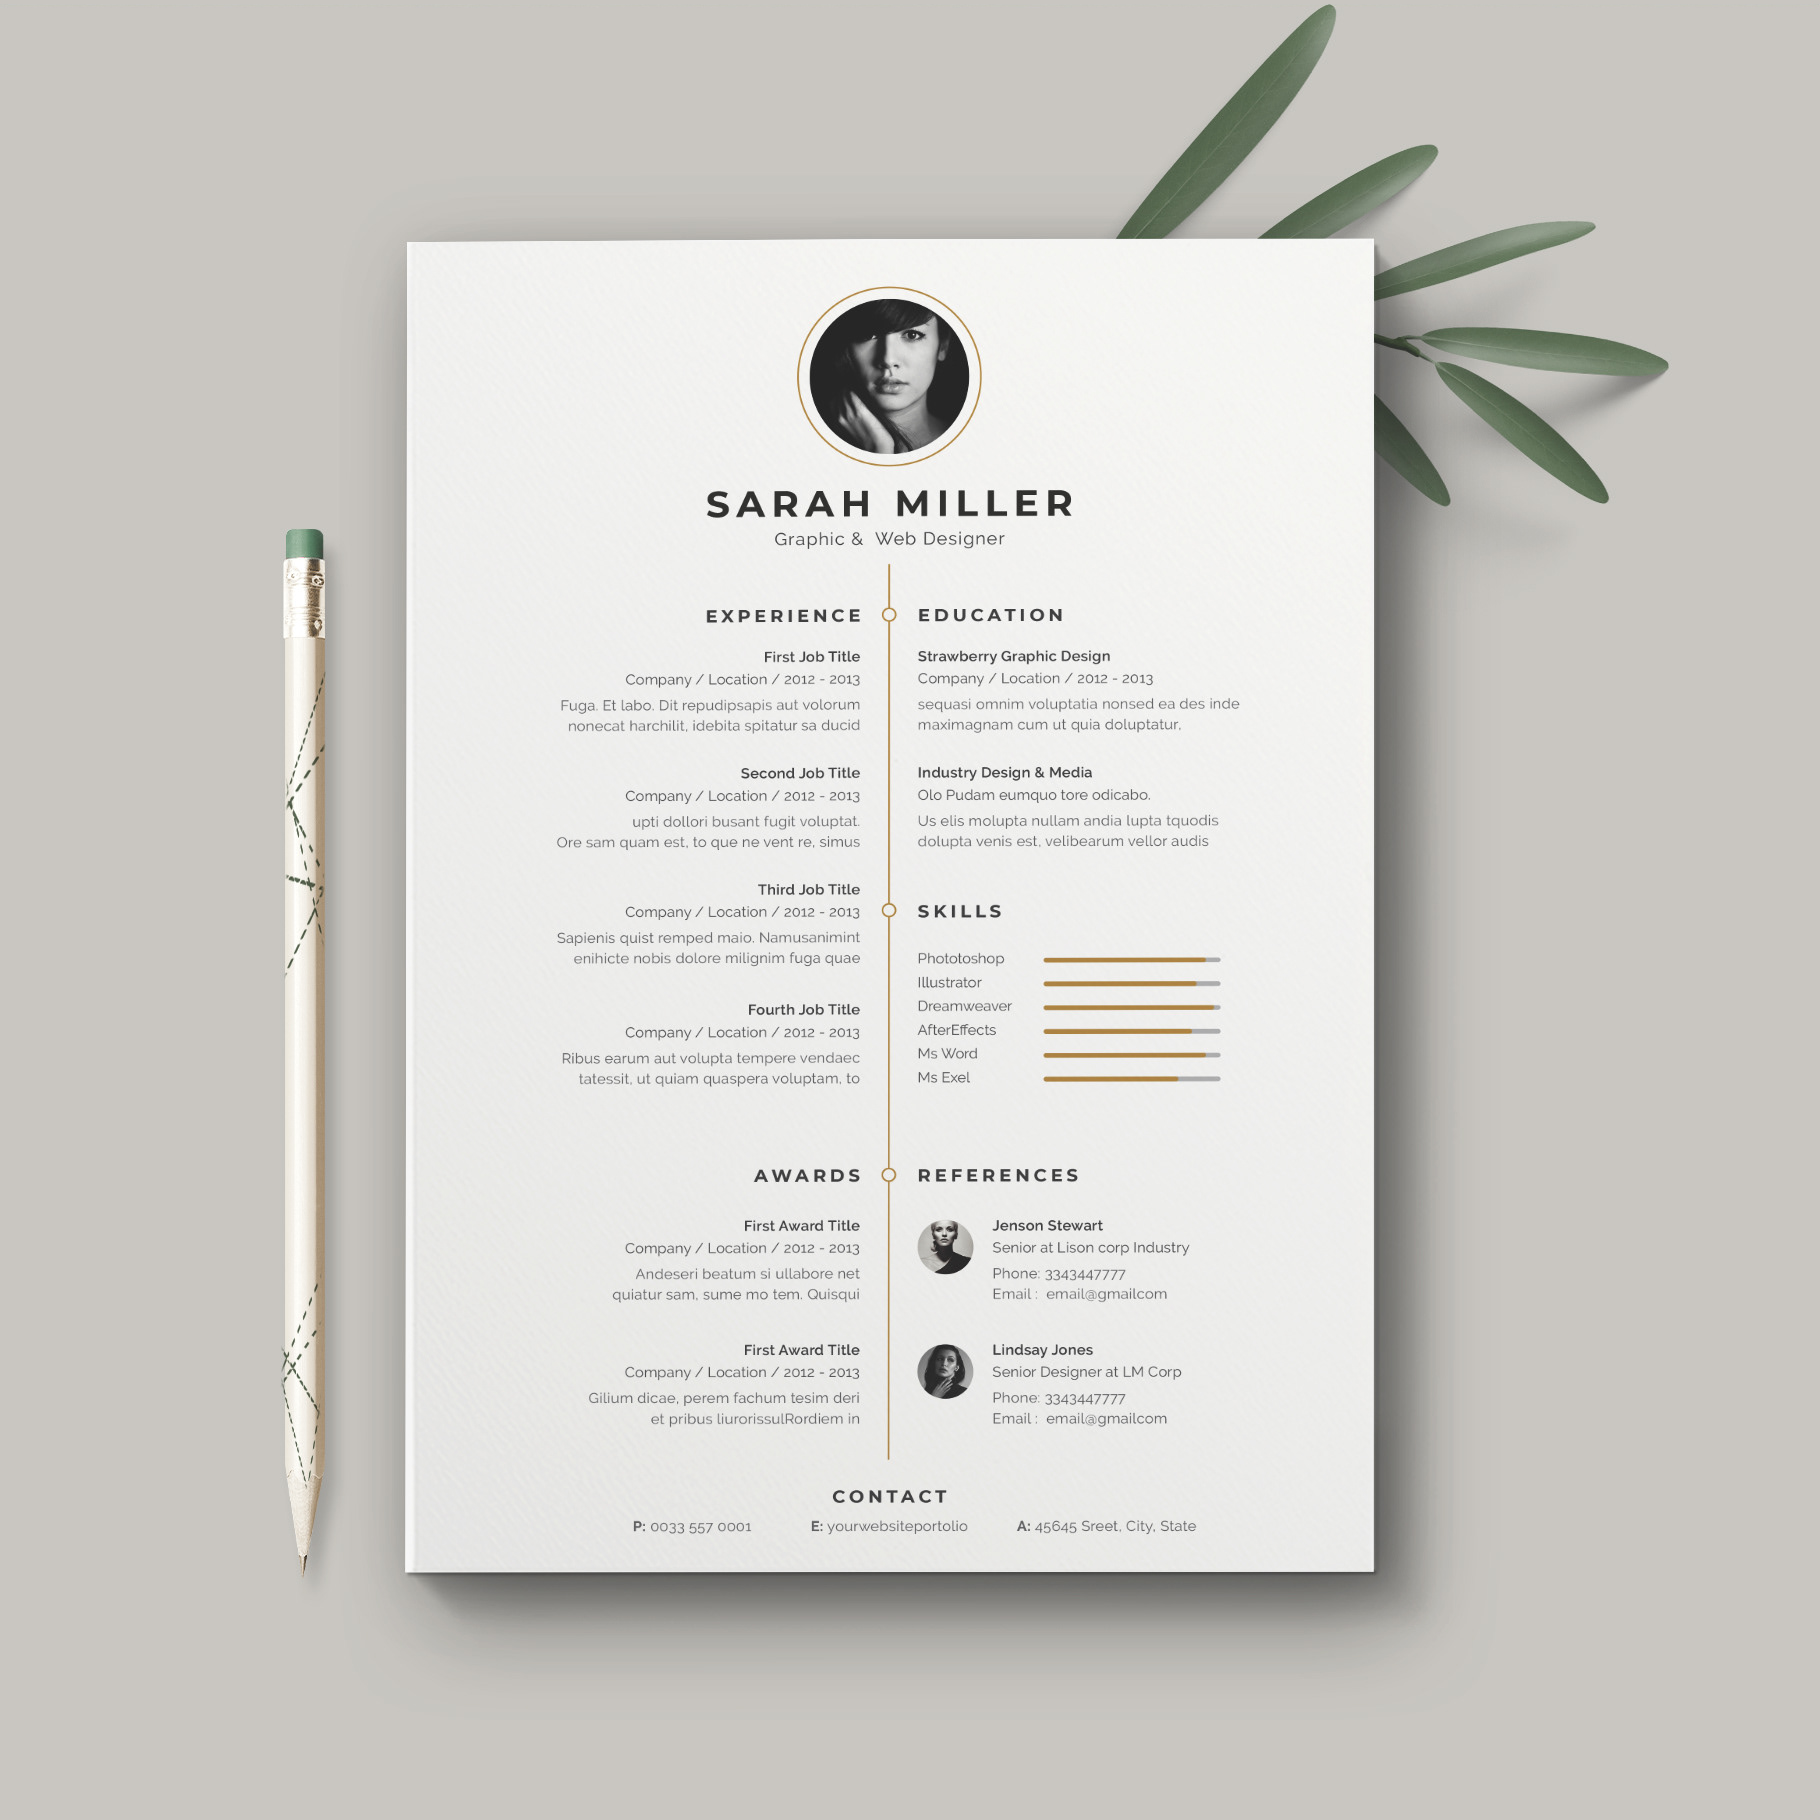 SARAH MILLER
Graphic & Web Designer
EXPERIENCE
First Job Title
Company / Location / 2012 - 2013
Fuga. Et labo. Dit repudipsapis aut volorum
nonecat harchilit, idebita spitatur sa ducid
Second Job Title
Company / Location / 2012 - 2013
upti dollori busant fugit voluptat.
Ore sam quam est, to que ne vent re, simus
Third Job Title
Company / Location / 2012 - 2013
Sapienis quist remped maio. Namusanimint
enihicte nobis dolore milignim fuga quae
Fourth Job Title
Company / Location / 2012 - 2013
Ribus earum aut volupta tempere vendaec
tatessit, ut quiam quaspera voluptam, to
EDUCATION
Strawberry Graphic Design
Company / Location / 2012 - 2013
sequasi omnim voluptatia nonsed ea des inde
maximagnam cum ut quia doluptatur,
Industry Design & Media
Olo Pudam eumquo tore odicabo.
Us elis molupta nullam andia lupta tquodis
dolupta venis est, velibearum vellor audis
SKILLS
Phototoshop
Illustrator
Dreamweaver
AfterEffects
Ms Word
Ms Exel
AWARDS
First Award Title
Company / Location / 2012 - 2013
Andeseri beatum si ullabore net
quiatur sam, sume mo tem. Quisqui
First Award Title
Company / Location / 2012 - 2013
Gilium dicae, perem fachum tesim deri
et pribus liurorissulRordiem in
REFERENCES
Jenson Stewart
Senior at Lison corp Industry
Phone: 3343447777
Email : email@gmailcom
Lindsay Jones
Senior Designer at LM Corp
Phone: 3343447777
Email : email@gmailcom
CONTACT
P: 0033 557 0001 E: yourwebsiteportolio A: 45645 Sreet, City, State